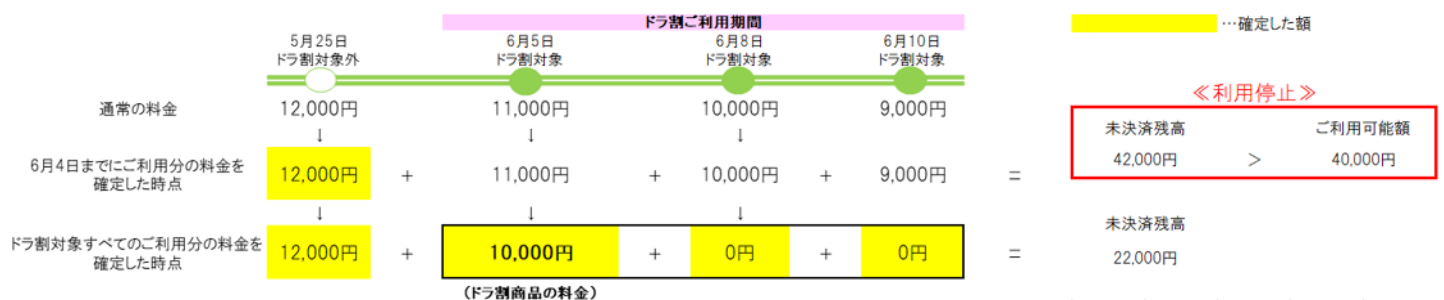 ドラ割ご利用期間
…確定した額
5月25日 6月5日 6月8日 6月10日
ドラ割対象外 ドラ割対象 ドラ割対象 ドラ割対象
≪利用停止≫
通常の料金 12,000円 11,000円 10,000円 9,000円
↓ ↓ ↓
未決済残高 ご利用可能額
42,000円 > 40,000円
6月4日までにご利用分の料金を
確定した時点
12,000円 + 11,000円 + 10,000円 + 9,000円 =
↓ ↓ ↓
ドラ割対象すべてのご利用分の料金を
確定した時点
12,000円 + 10,000円 + 0円 + 0円 =
未決済残高
22,000円
(ドラ割商品の料金)